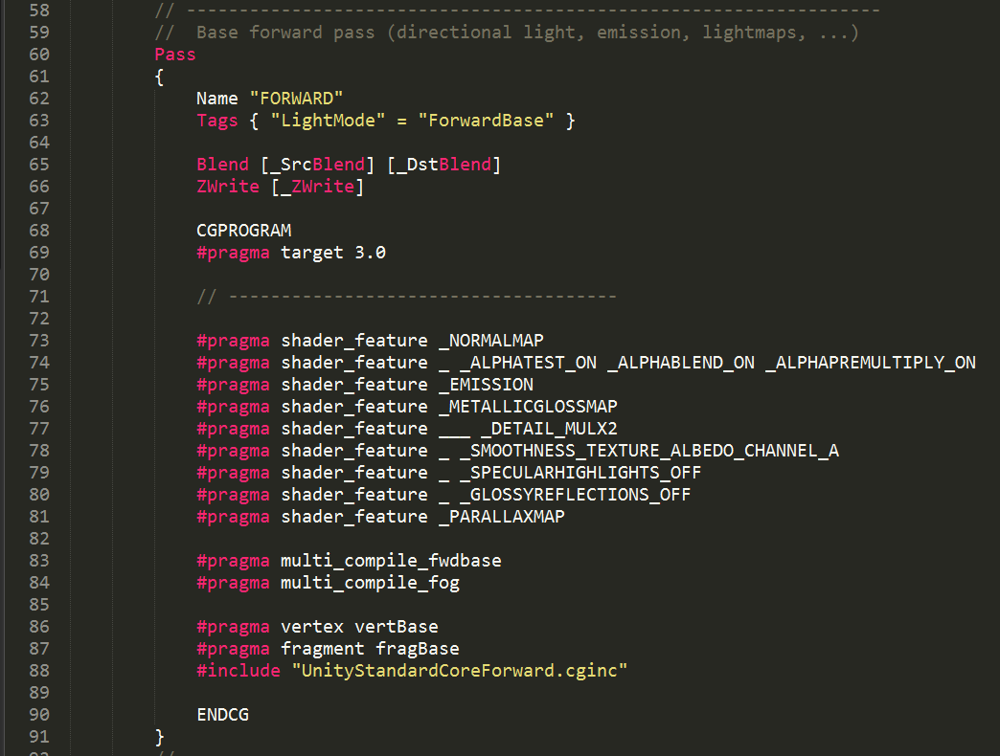 58 // ------------------------------------------------------------------
59 //  Base forward pass (directional light, emission, lightmaps, ...)
60 Pass
61 {
62 Name "FORWARD"
63 Tags { "LightMode" = "ForwardBase" }
64
65 Blend [_SrcBlend] [_DstBlend]
66 ZWrite [_ZWrite]
67
68 CGPROGRAM
69 #pragma target 3.0
70
71 // -------------------------------------
72
73 #pragma shader_feature _NORMALMAP
74 #pragma shader_feature _ _ALPHATEST_ON _ALPHABLEND_ON _ALPHAPREMULTIPLY_ON
75 #pragma shader_feature _EMISSION
76 #pragma shader_feature _METALLICGLOSSMAP
77 #pragma shader_feature ___ _DETAIL_MULX2
78 #pragma shader_feature _ _SMOOTHNESS_TEXTURE_ALBEDO_CHANNEL_A
79 #pragma shader_feature _ _SPECULARHIGHLIGHTS_OFF
80 #pragma shader_feature _ _GLOSSYREFLECTIONS_OFF
81 #pragma shader_feature _PARALLAXMAP
82
83 #pragma multi_compile_fwdbase
84 #pragma multi_compile_fog
85
86 #pragma vertex vertBase
87 #pragma fragment fragBase
88 #include "UnityStandardCoreForward.cginc"
89
90 ENDCG
91 }